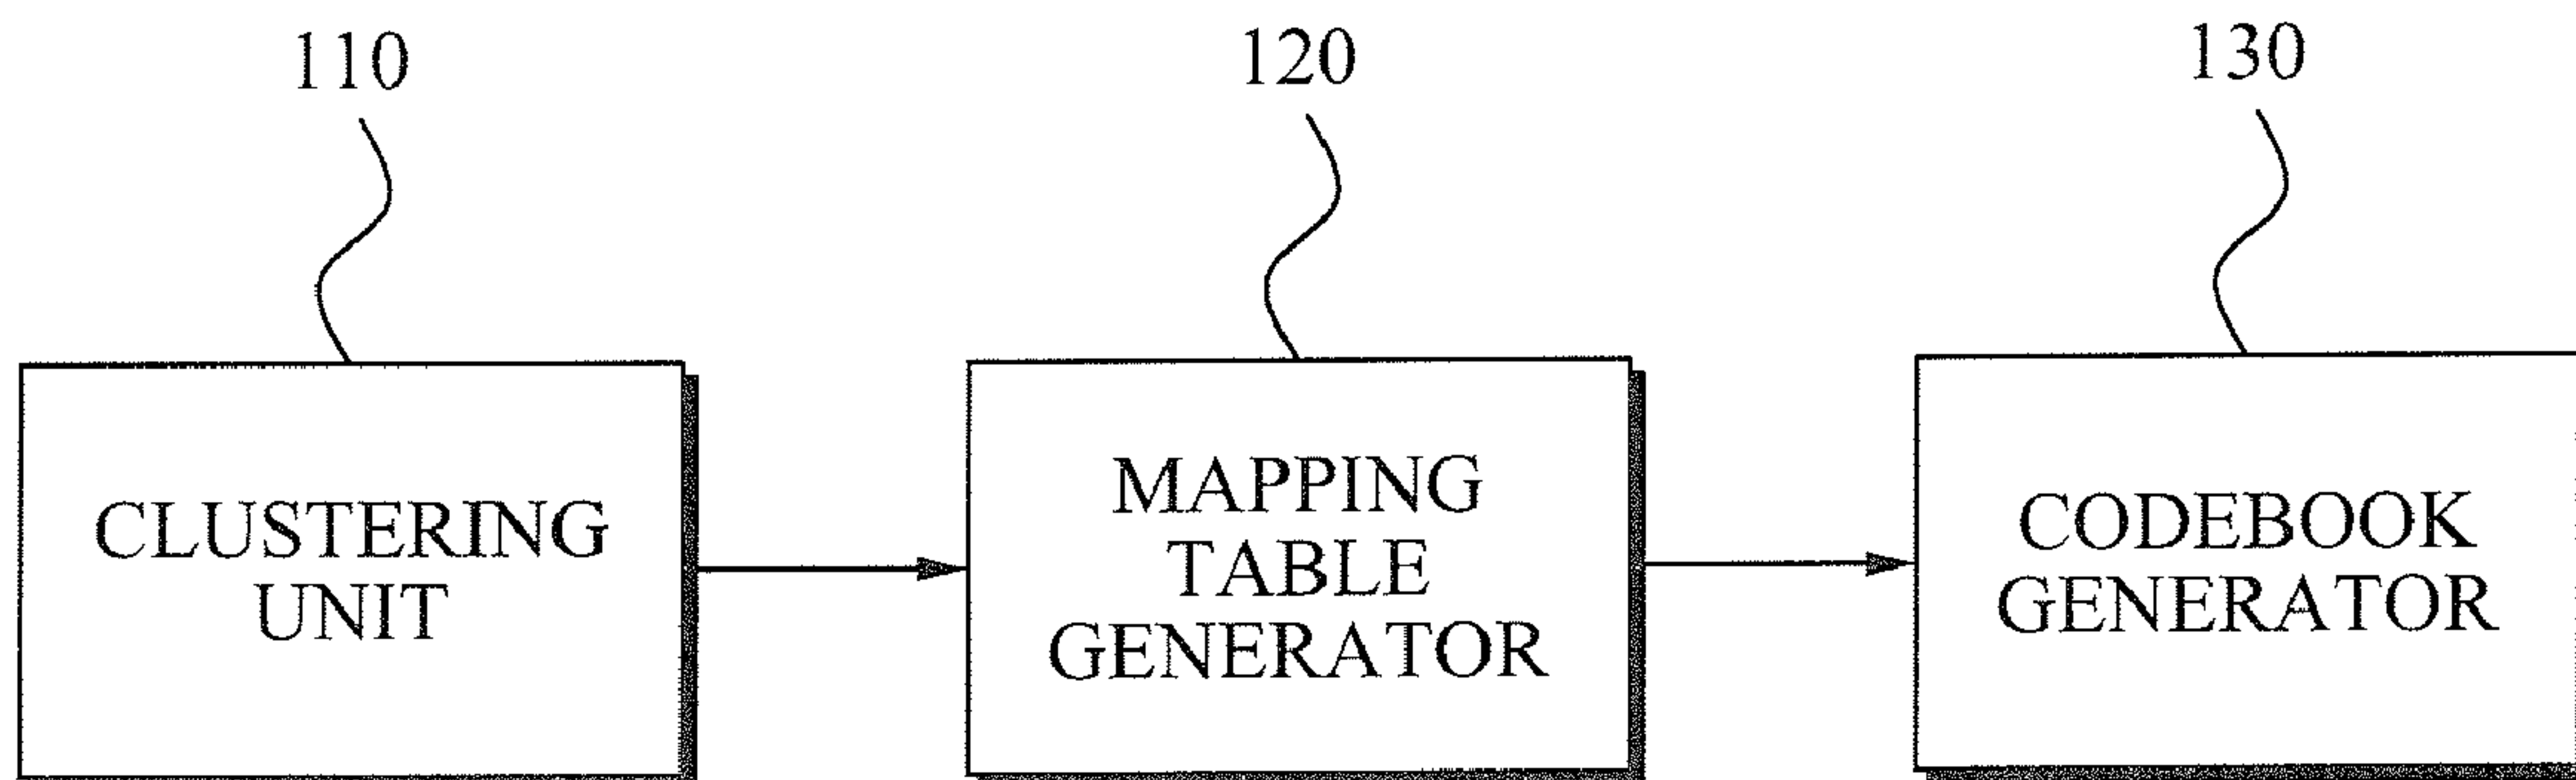 110
120
130
CLUSTERING
UNIT
MAPPING
TABLE
GENERATOR
CODEBOOK
GENERATOR